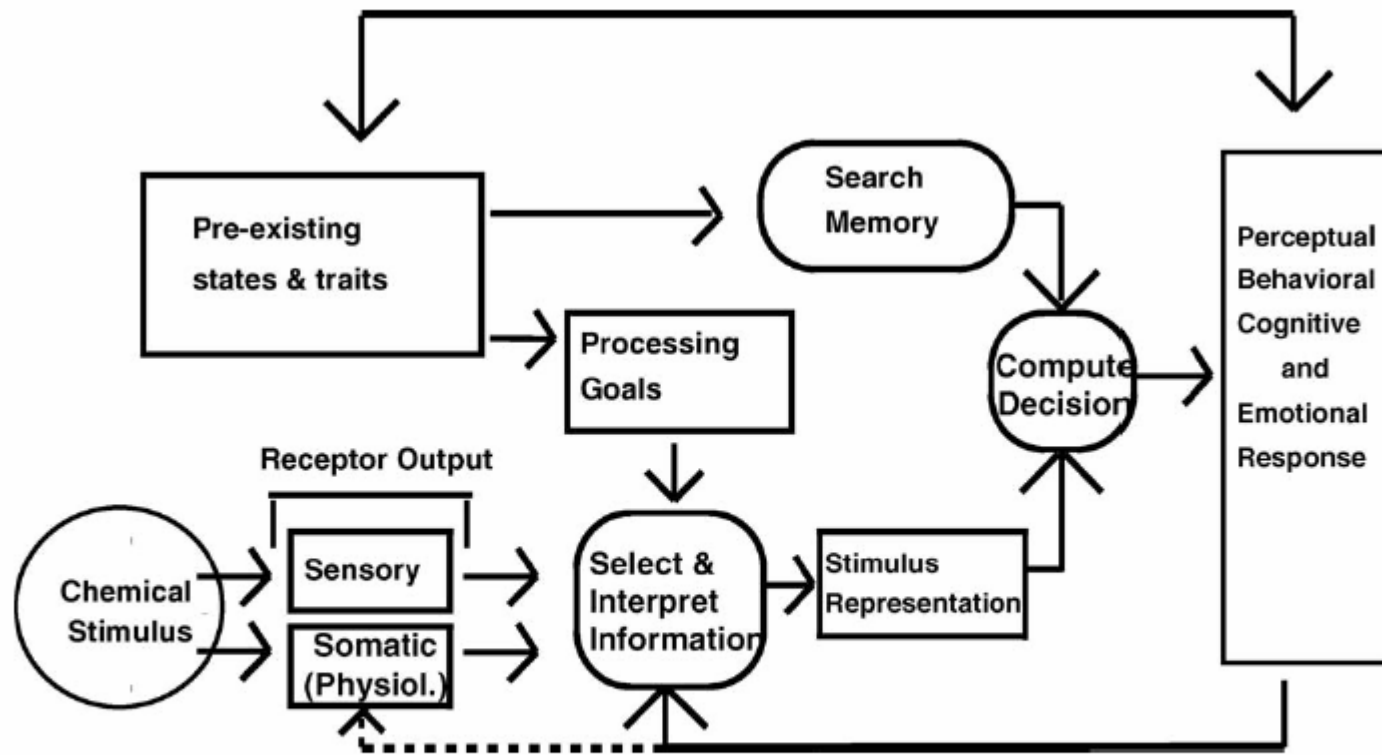 Pre-existing
states & traits
Search
Memory
Processing
Goals
Compute
Decision
Perceptual
Behavioral
Cognitive
and
Emotional
Response
Receptor Output
Chemical
Stimulus
Sensory
Somatic
(Physiol.)
Select &
Interpret
Information
Stimulus
Representation